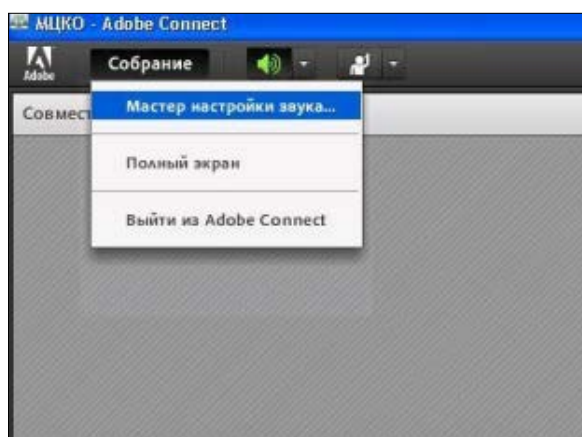 МЦКО - Adobe Connect
Adobe
Собрание
Совмест
Мастер настройки звука...
Полный экран
Выйти из Adobe Connect